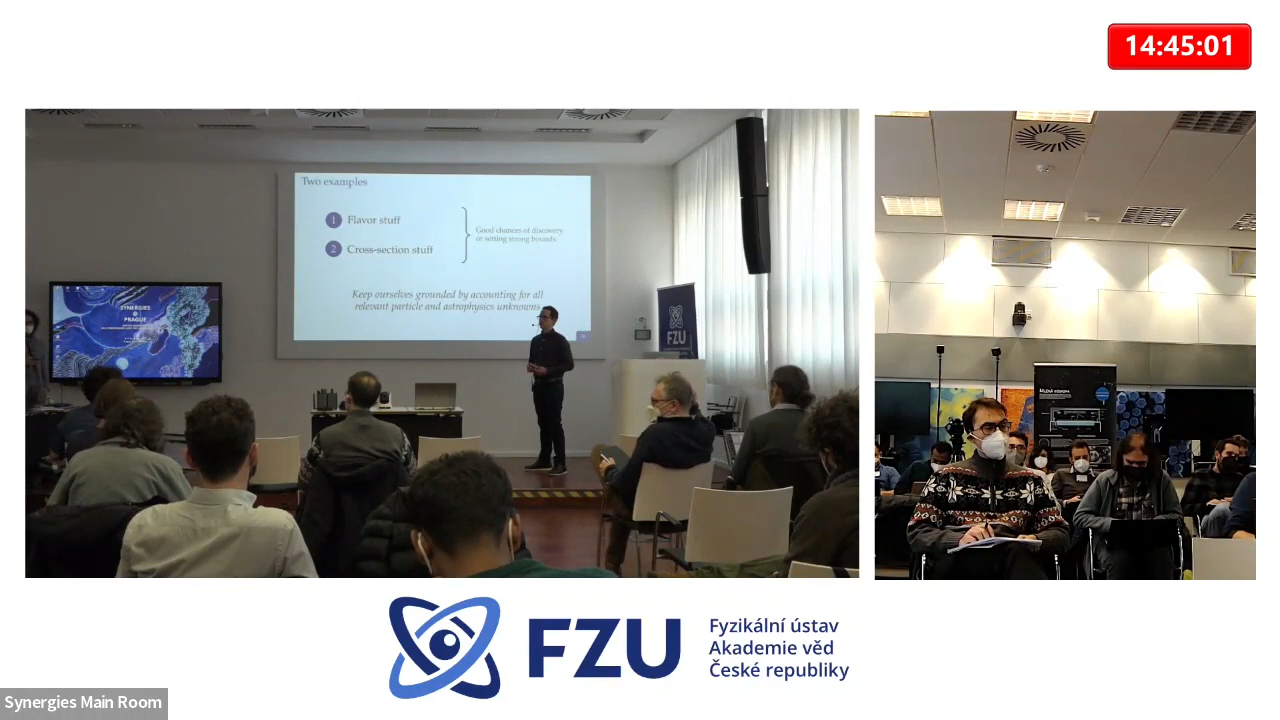 14:45:01
Two examples
1 Flavor stuff
2 Cross-section stuff
Good chances of discovery
or setting strong bounds
Keep ourselves grounded by accounting for all
relevant particle and astrophysics unknowns
SYNERGIES
@
PRAGUE
FZU
FZU
Fyzikální ústav
Akademie věd
České republiky
Synergies Main Room